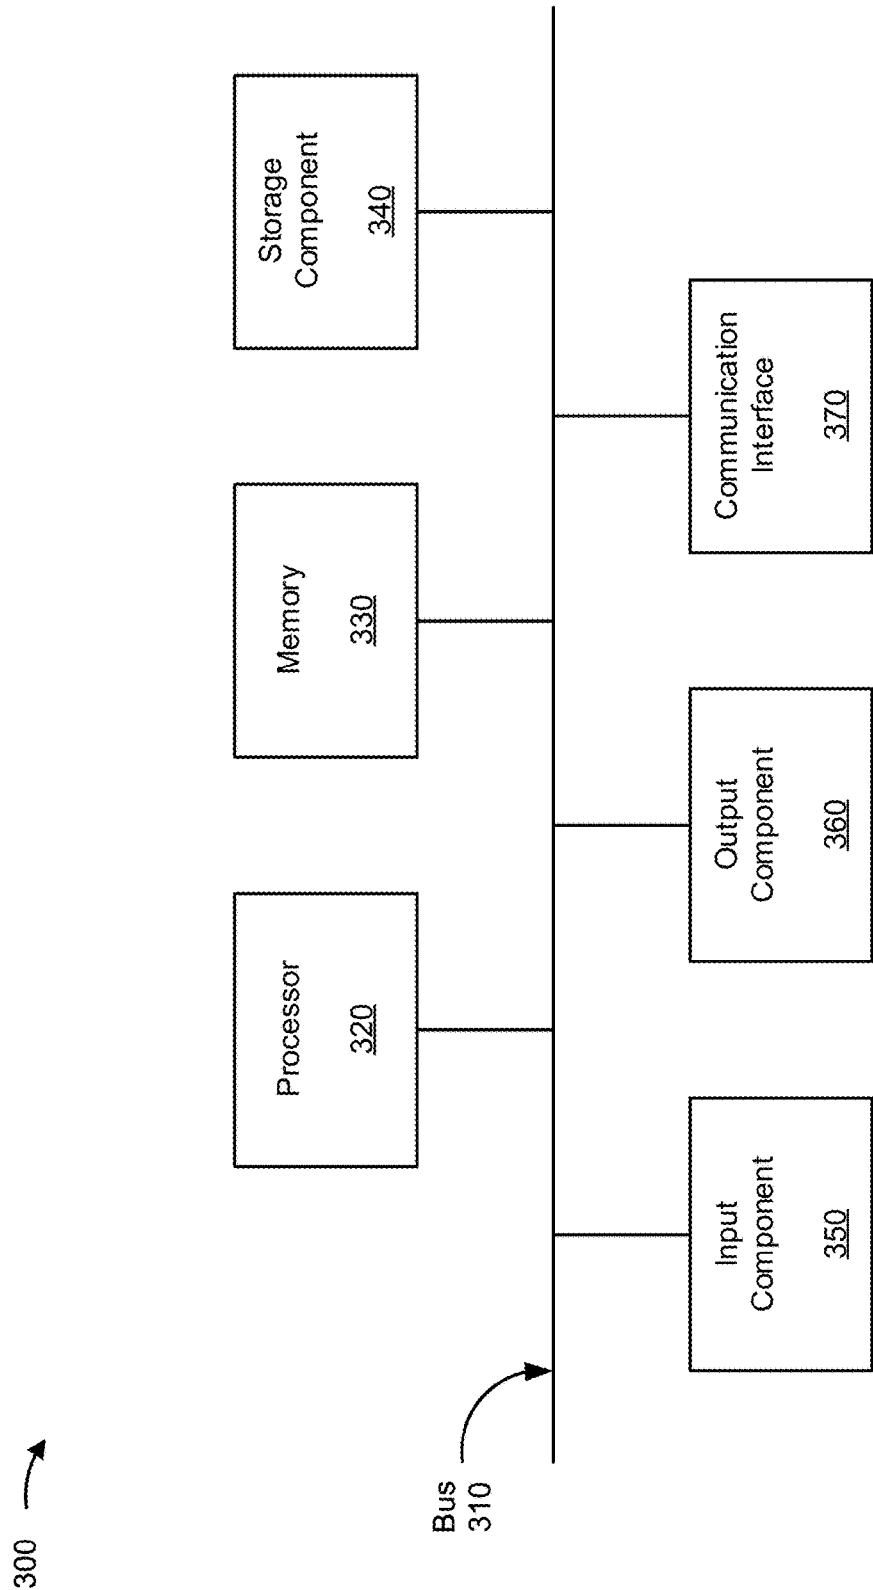 300
Bus
310
Processor
320
Memory
330
Storage
Component
340
Input
Component
350
Output
Component
360
Communication
Interface
370